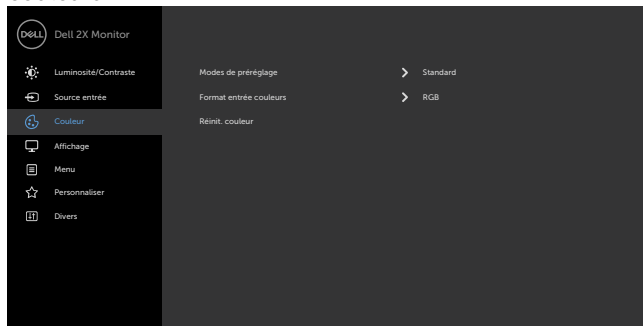 DELL
Dell 2X Monitor
Luminosité/Contraste
Modes de préréglage
Standard
Source entrée
Format entrée couleurs
RGB
Couleur
Réinit. couleur
Affichage
Menu
Personnaliser
Divers